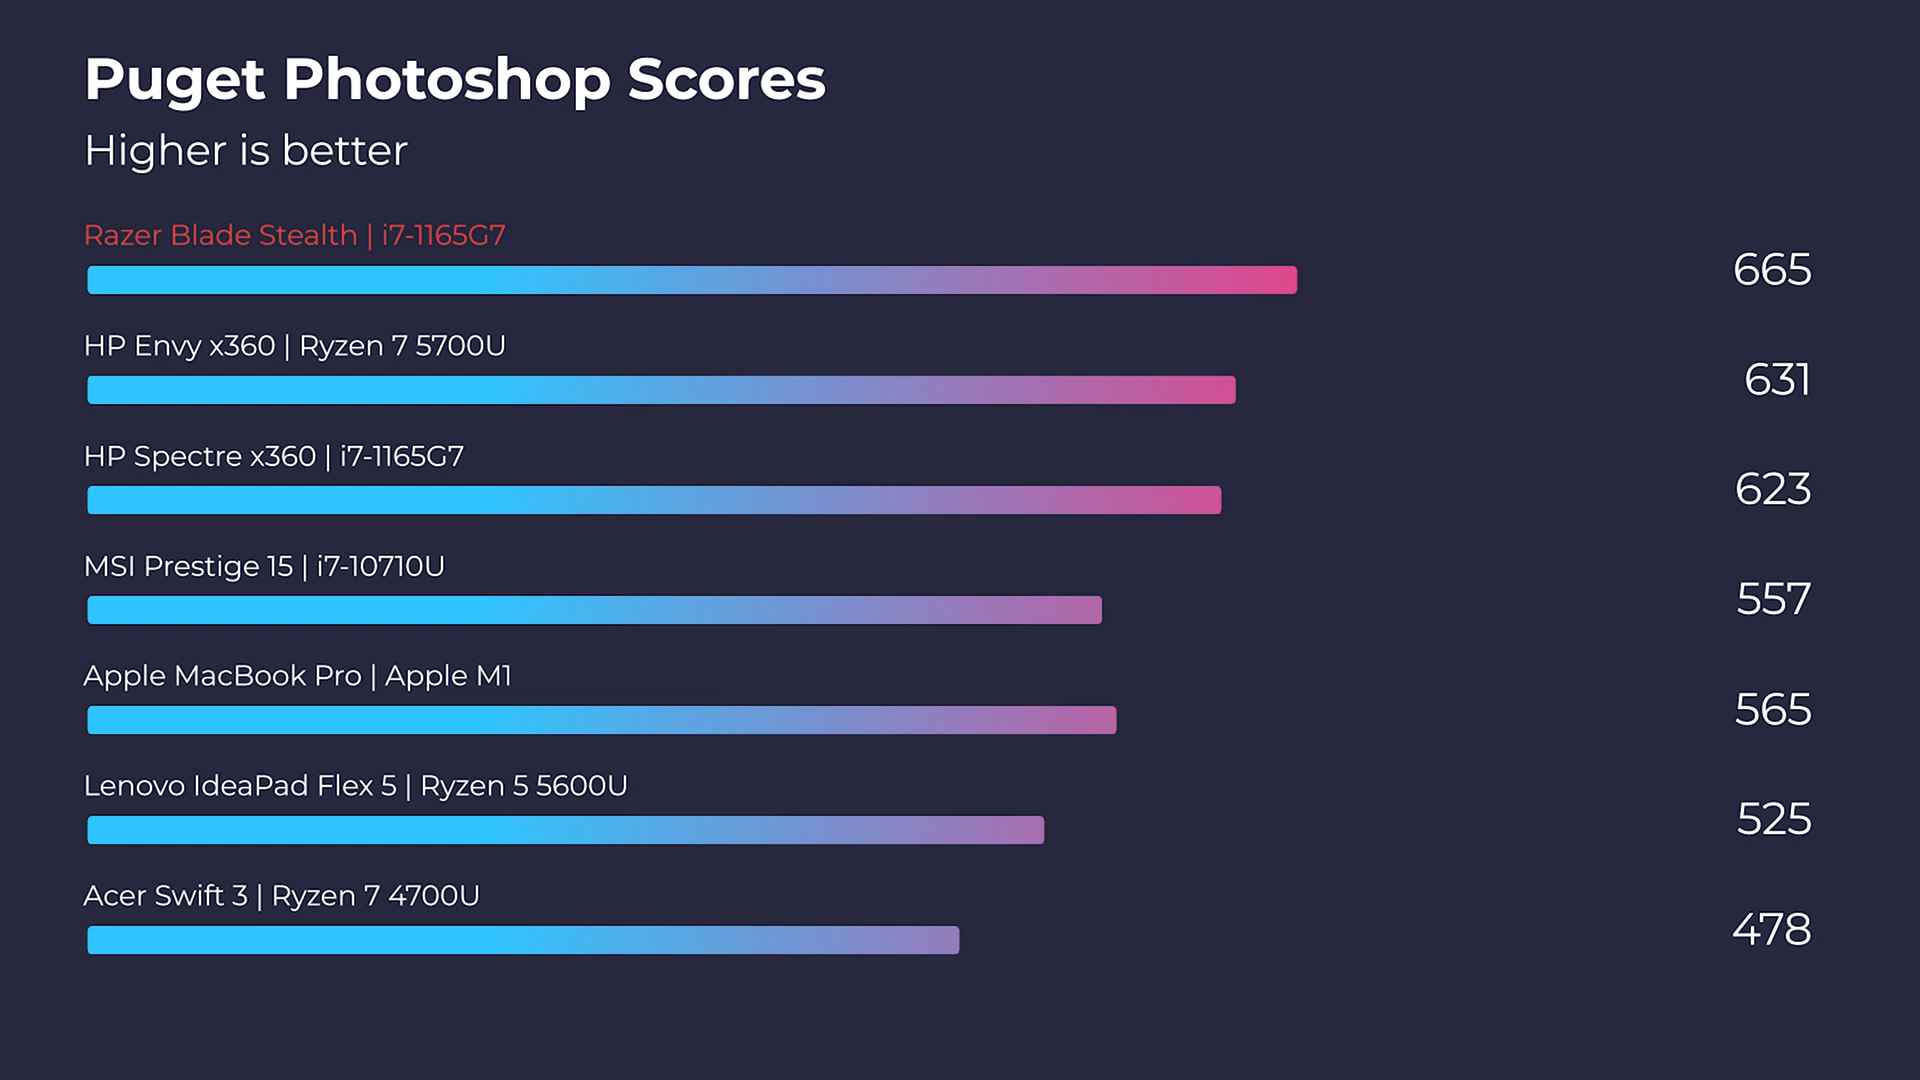 Puget Photoshop Scores
Higher is better
Razer Blade Stealth | i7-1165G7
665
HP Envy x360 | Ryzen 7 5700U
631
HP Spectre x360 | i7-1165G7
623
MSI Prestige 15 | i7-10710U
557
Apple MacBook Pro | Apple M1
565
Lenovo IdeaPad Flex 5 | Ryzen 5 5600U
525
Acer Swift 3 | Ryzen 7 4700U
478